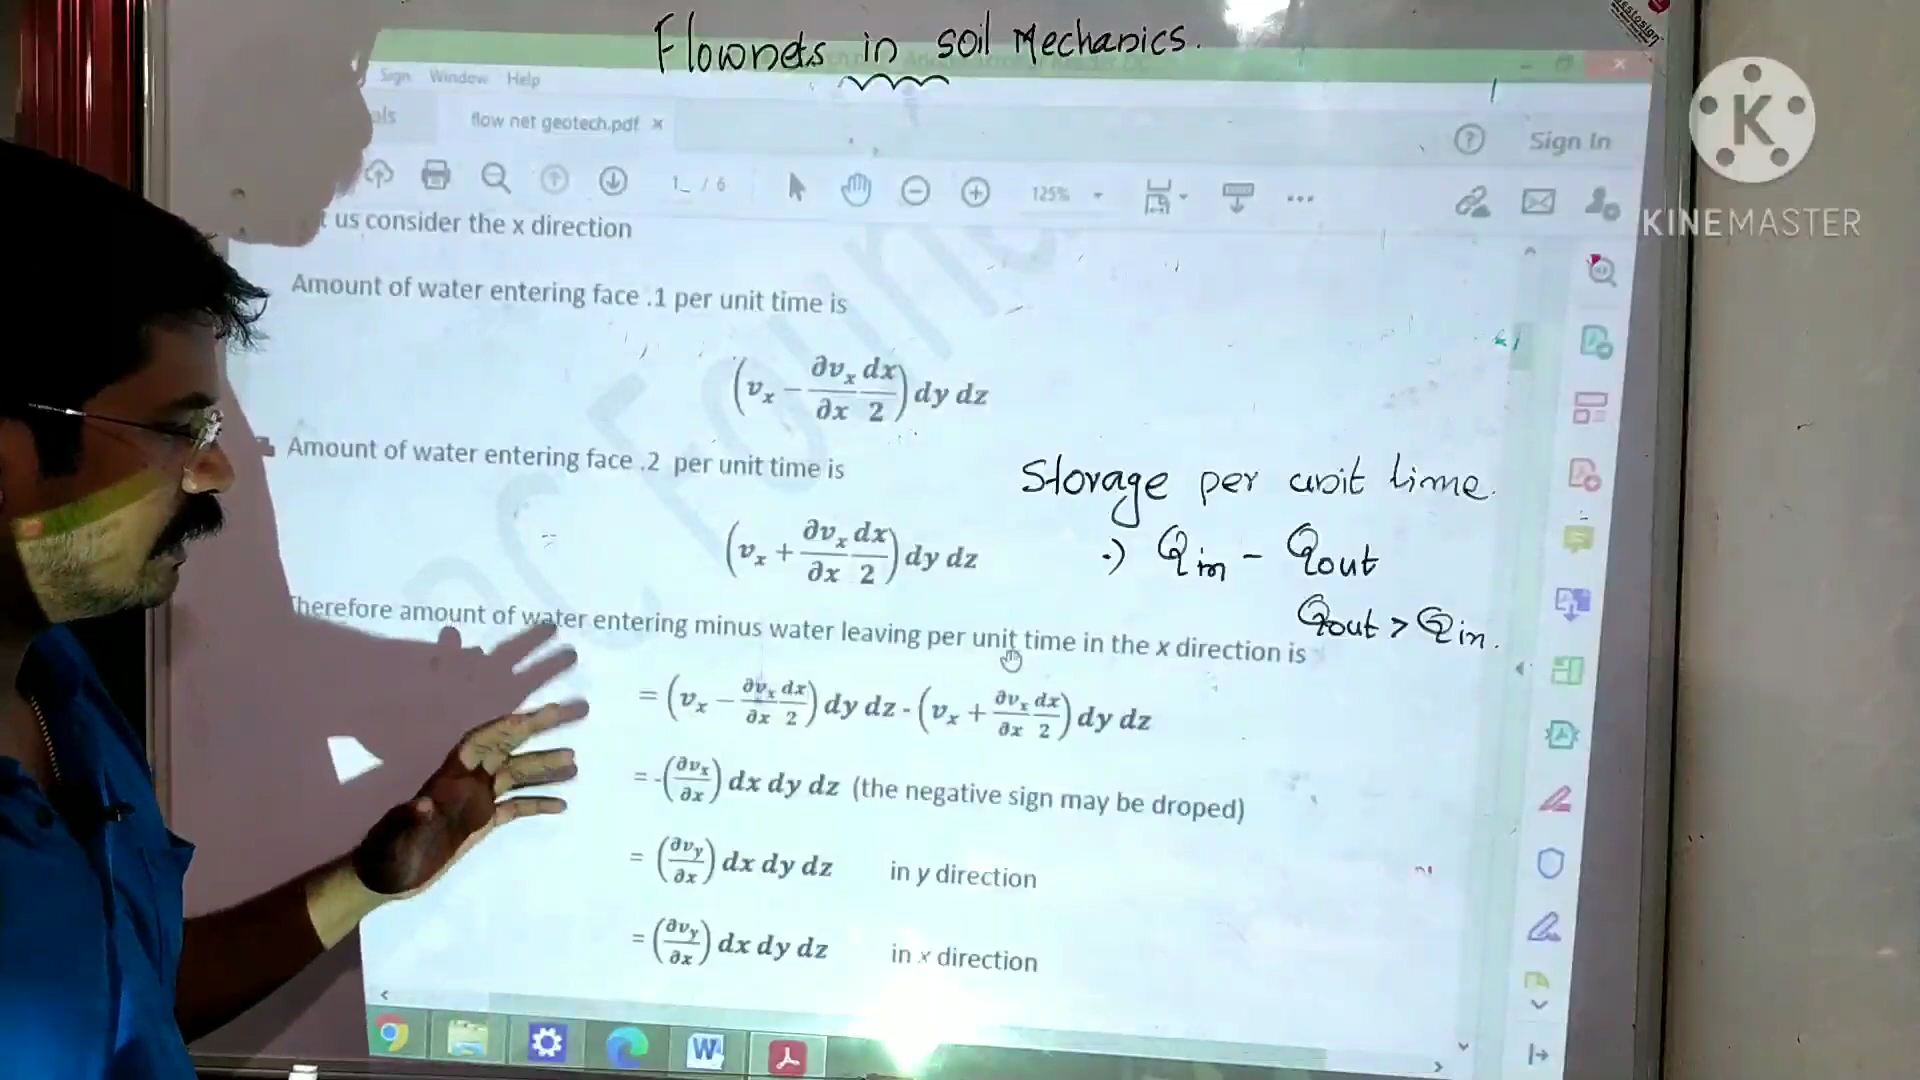 Flownets in soil Mechanics.
Sign Window Help
flow net geotech.pdf ×
1 / 6
125%
Sign In
KINEMASTER
us consider the x direction
Amount of water entering face .1 per unit time is
(vₓ − ∂vₓ/∂x dx/2) dy dz
Amount of water entering face .2 per unit time is
(vₓ + ∂vₓ/∂x dx/2) dy dz
Storage per unit time.
∴) Qin − Qout
Qout > Qin.
Therefore amount of water entering minus water leaving per unit time in the x direction is
= (vₓ − ∂vₓ/∂x dx/2) dy dz - (vₓ + ∂vₓ/∂x dx/2) dy dz
= -(∂vₓ/∂x) dx dy dz (the negative sign may be droped)
= (∂vy/∂x) dx dy dz in y direction
= (∂vy/∂x) dx dy dz in x direction